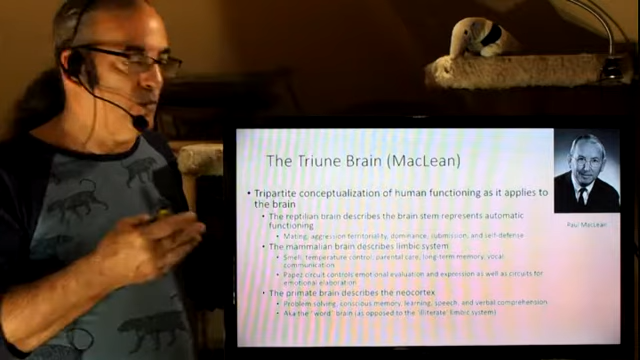 The Triune Brain (MacLean)
• Tripartite conceptualization of human functioning as it applies to
the brain
• The reptilian brain describes the brain stem represents automatic
functioning
• Mating, aggression territoriality, dominance, submission, and self-defense
• The mammalian brain describes limbic system
• Smell, temperature control, parental care, long-term memory, vocal
communication
• Papez circuit controls emotional evaluation and expression as well as circuits for
emotional elaboration
• The primate brain describes the neocortex
• Problem solving, conscious memory, learning, speech, and verbal comprehension
• Aka the "word" brain (as opposed to the "illiterate" limbic system)
Paul MacLean